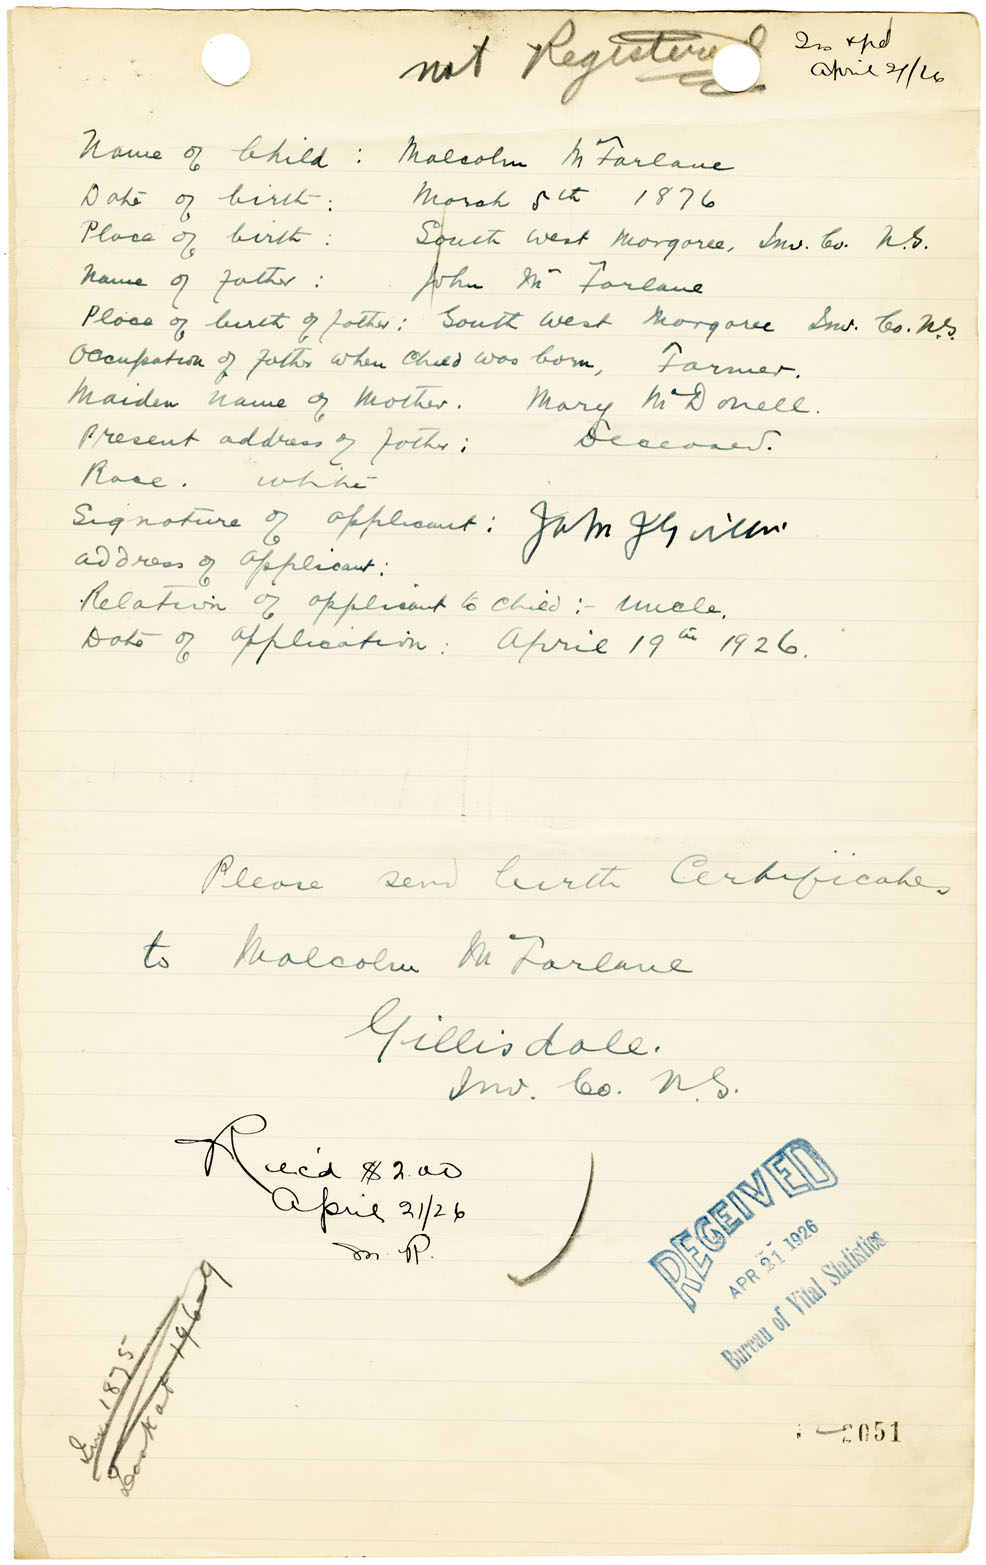 not Registered
April 21/26
Name of Child : Malcolm McFarlane
Date of birth : March 5th 1876
Place of birth : South West Margaree, Inv. Co. N.S.
Name of father : John Mc Farlane
Place of birth of father : South West Margaree Inv. Co. N.S.
Occupation of father when child was born, Farmer.
Maiden name of Mother. Mary McDonell.
Present address of father : Deceased.
Race. white
Signature of applicant :
address of applicant :
Relation of applicant to child :- Uncle.
Date of application : April 19th 1926.
Please send birth Certificate
to Malcolm McFarlane
Gillisdale.
Inv. Co. N.S.
Rec'd $2.00
April 21/26
M. R.
RECEIVED
APR 21 1926
Bureau of Vital Statistics
1875
2051